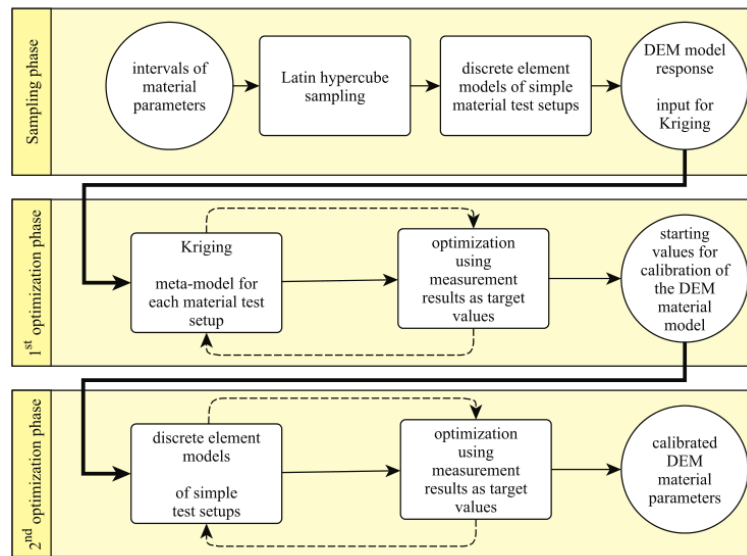 Sampling phase
intervals of
material
parameters
Latin hypercube
sampling
discrete element
models of simple
material test setups
DEM model
response
input for
Kriging
1st optimization phase
Kriging
meta-model for
each material test
setup
optimization
using
measurement
results as target
values
starting
values for
calibration of
the DEM
material
model
2nd optimization phase
discrete element
models
of simple
test setups
optimization
using
measurement
results as target
values
calibrated
DEM
material
parameters